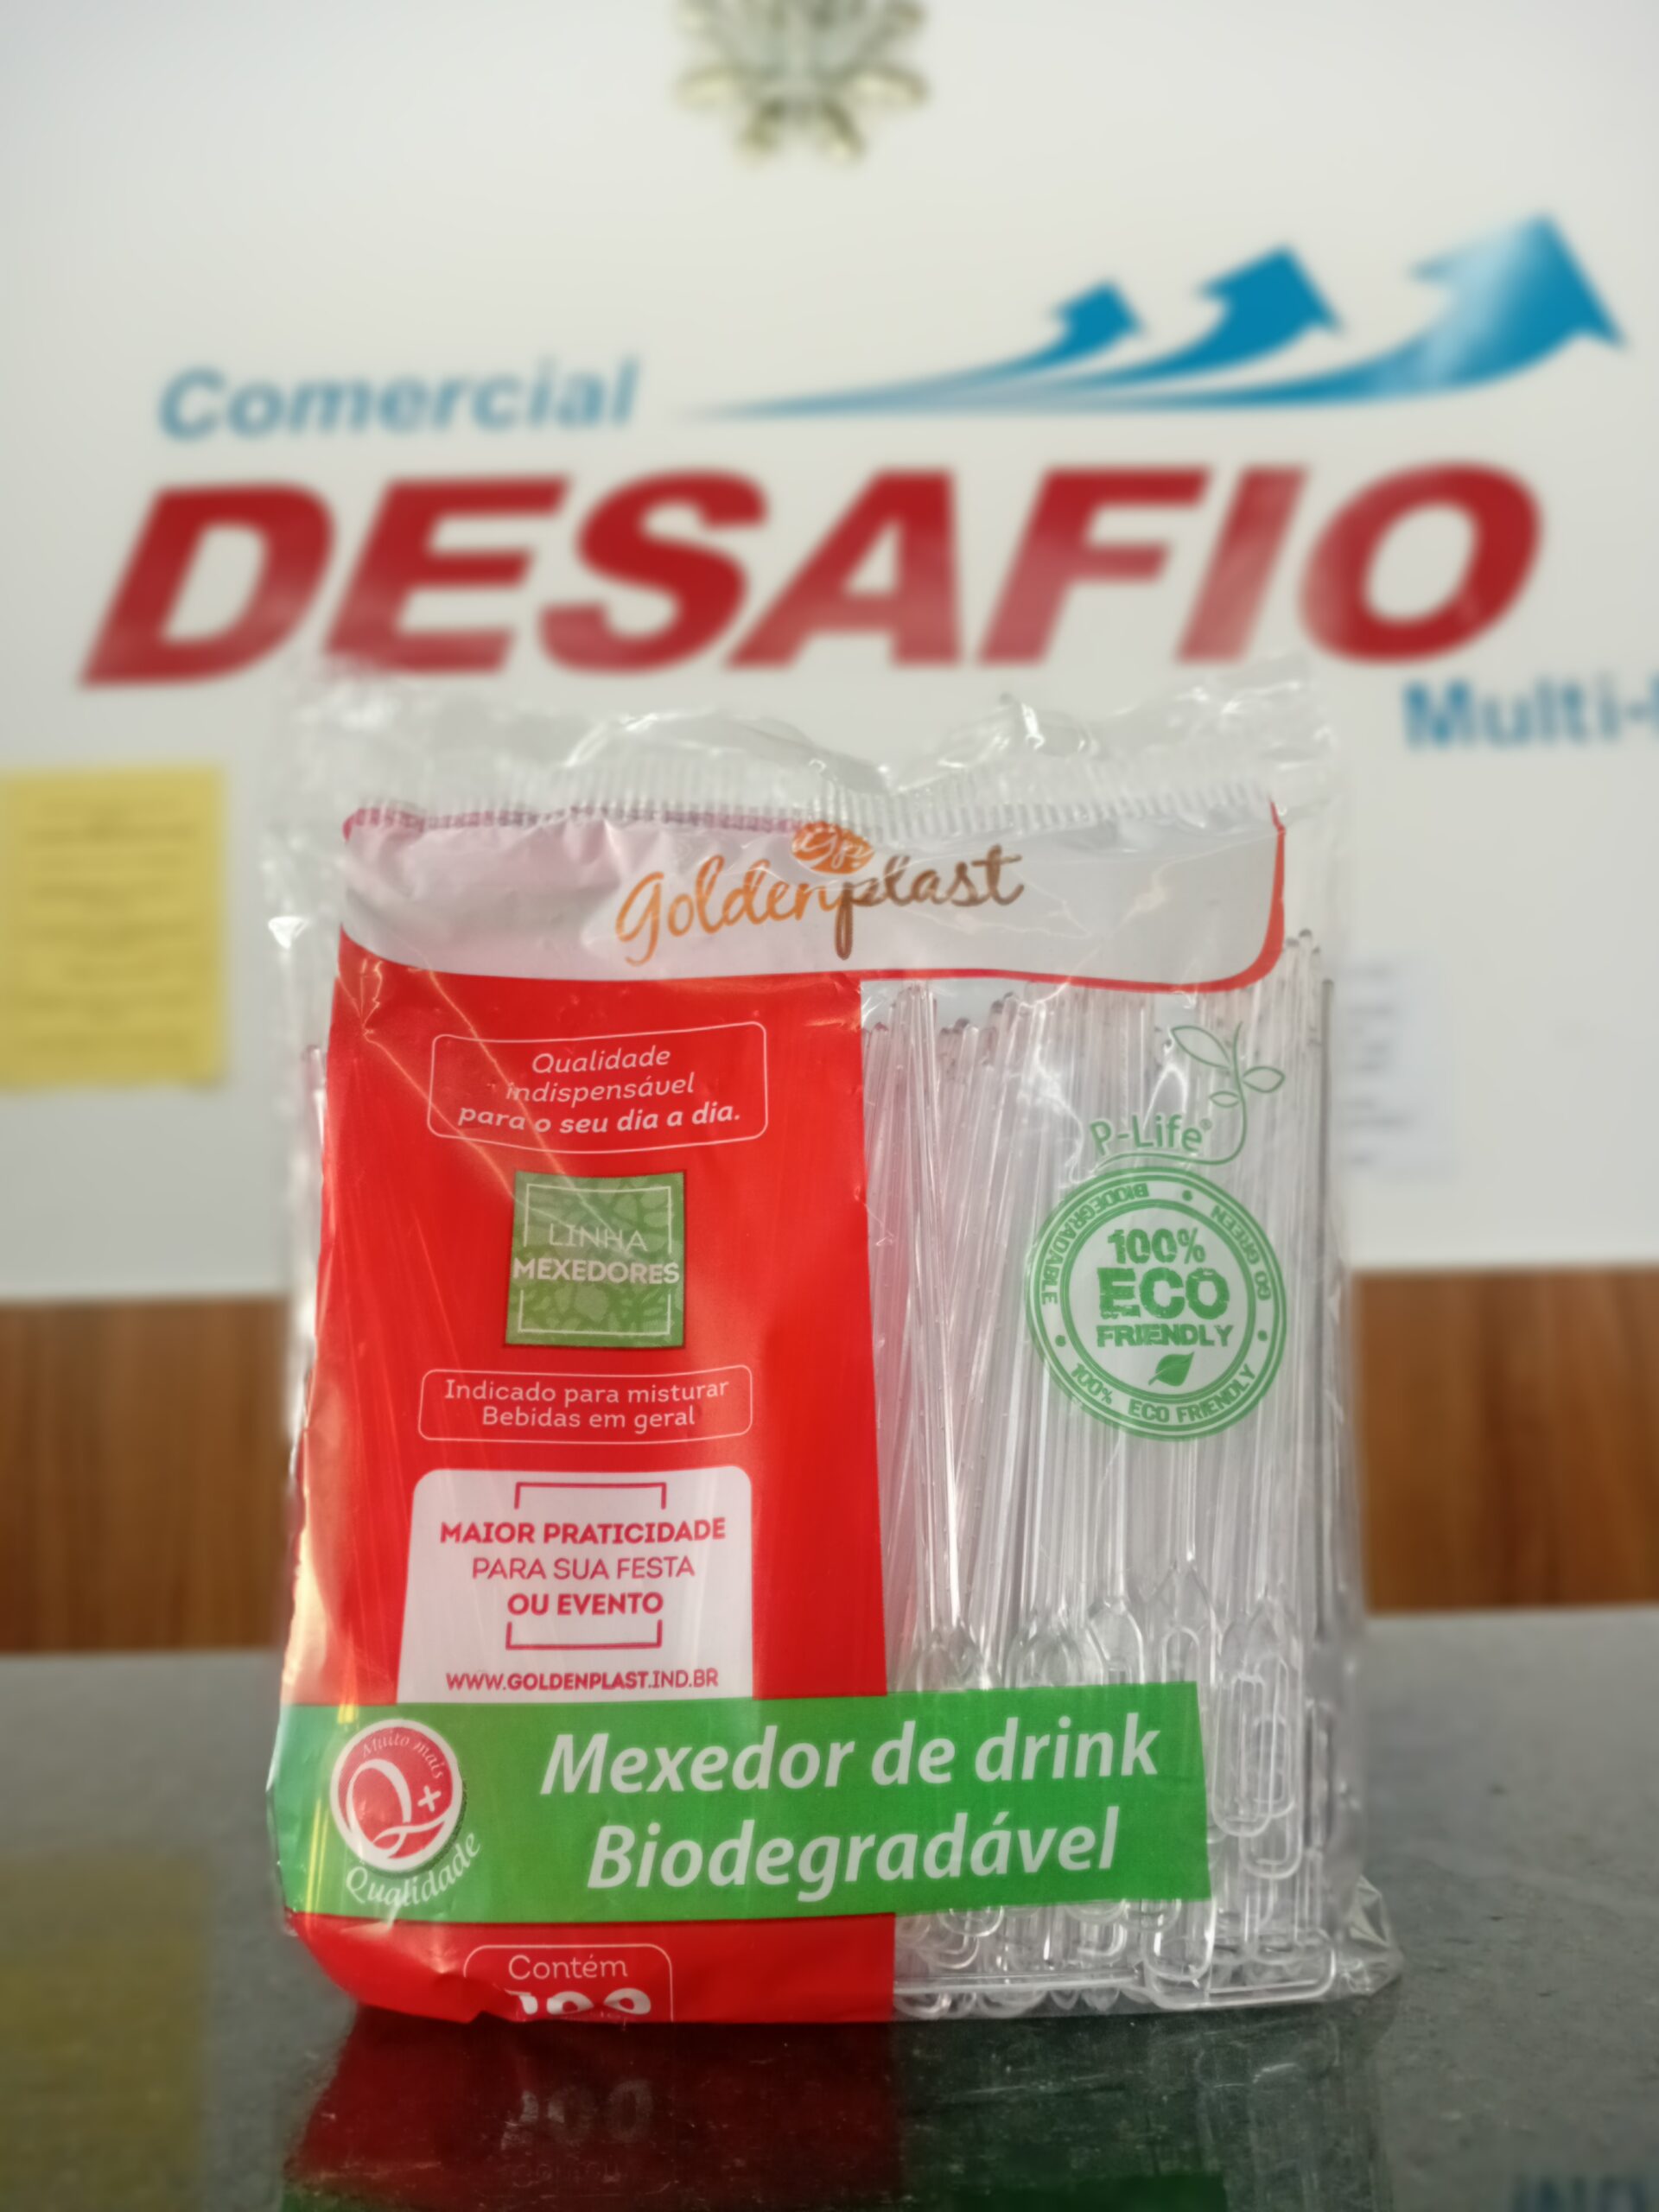 Comercial
DESAFIO
Multi-
goldenplast
Qualidade
indispensável
para o seu dia a dia.
LINHA
MEXEDORES
Indicado para misturar
Bebidas em geral
MAIOR PRATICIDADE
PARA SUA FESTA
OU EVENTO
WWW.GOLDENPLAST.IND.BR
P-Life®
BIODEGRADABLE • GO GREEN
100%
ECO
FRIENDLY
100% ECO FRIENDLY
Muito mais
Q+
Qualidade
Mexedor de drink
Biodegradável
Contém
100